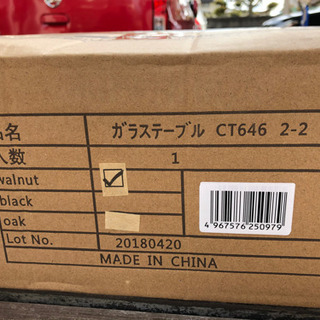 品名 ガラステーブル CT646 2-2
入数 1
walnut
black
oak
Lot No. 20180420
4 967576 250979
MADE IN CHINA